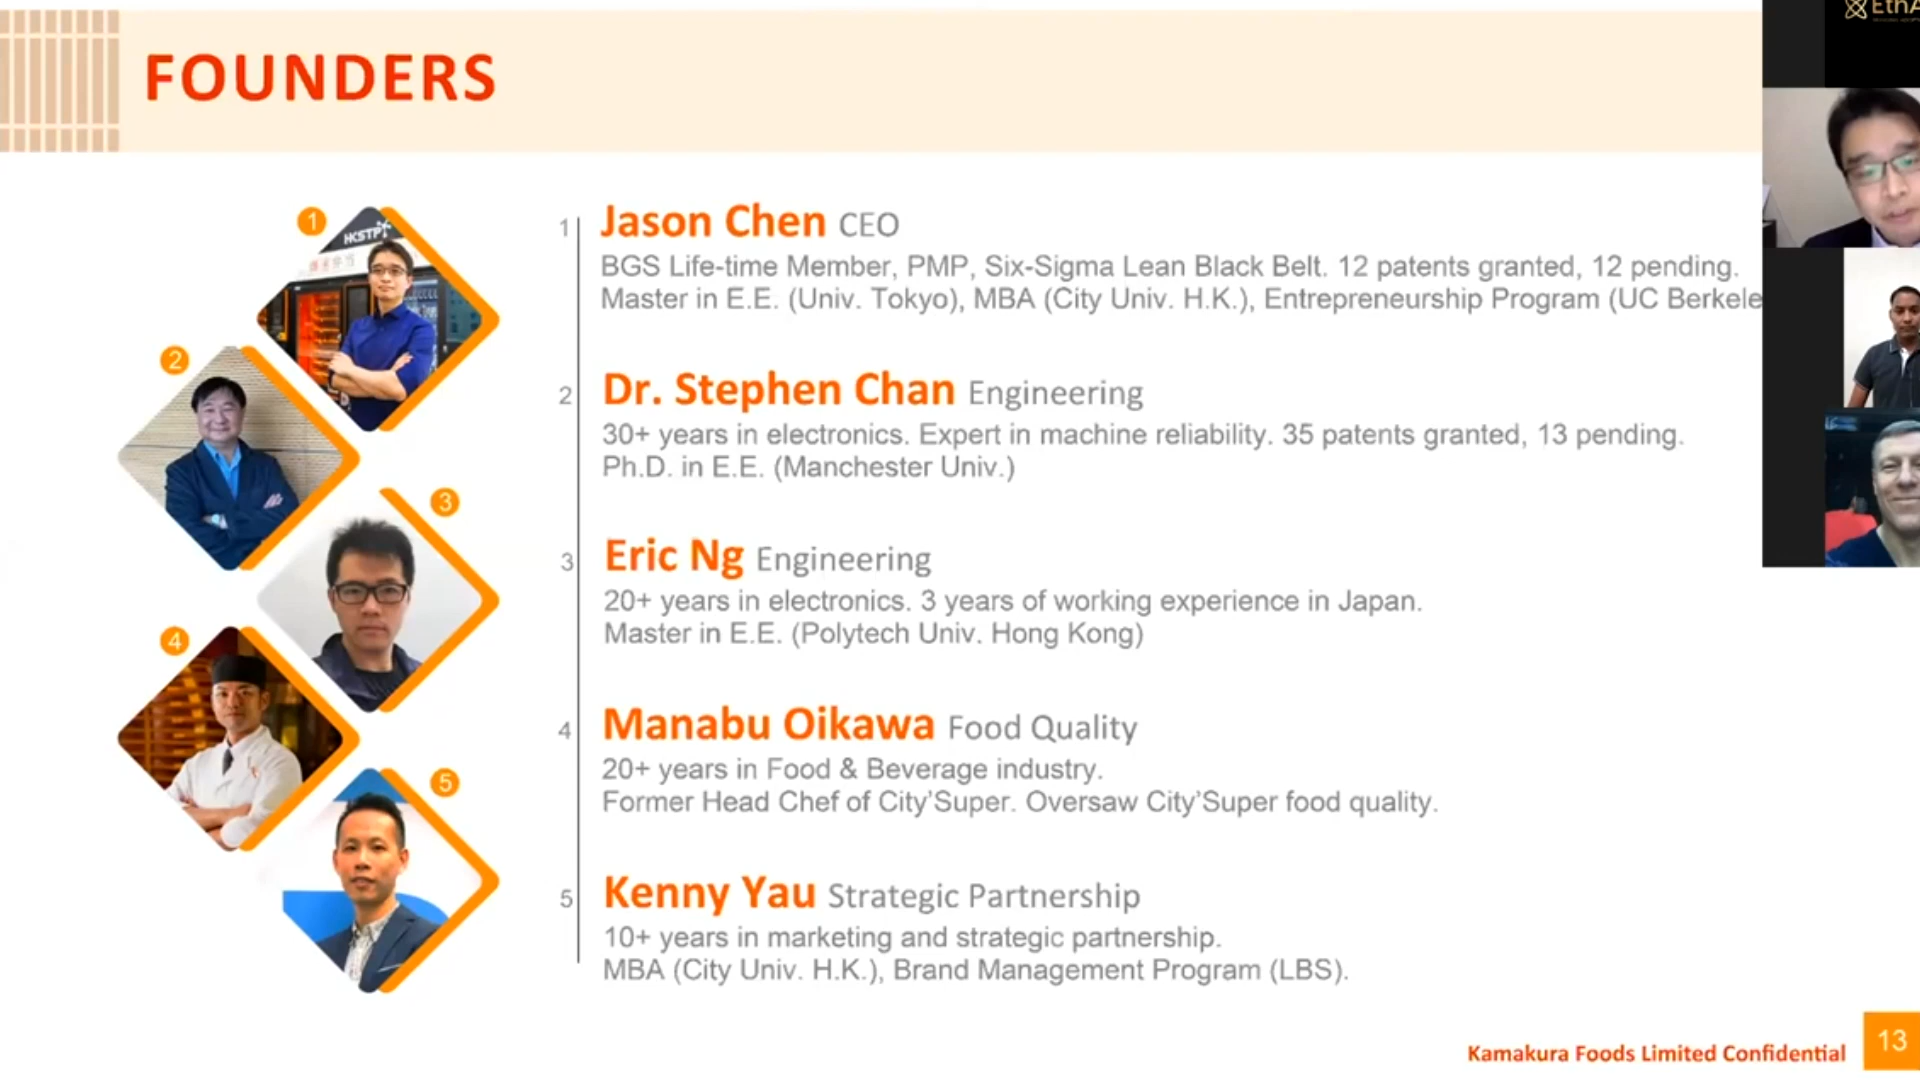 FOUNDERS
1
HKSTP
1
Jason Chen CEO
BGS Life-time Member, PMP, Six-Sigma Lean Black Belt. 12 patents granted, 12 pending.
Master in E.E. (Univ. Tokyo), MBA (City Univ. H.K.), Entrepreneurship Program (UC Berkele
2
2
Dr. Stephen Chan Engineering
30+ years in electronics. Expert in machine reliability. 35 patents granted, 13 pending.
Ph.D. in E.E. (Manchester Univ.)
3
3
Eric Ng Engineering
20+ years in electronics. 3 years of working experience in Japan.
Master in E.E. (Polytech Univ. Hong Kong)
4
4
Manabu Oikawa Food Quality
20+ years in Food & Beverage industry.
Former Head Chef of City’Super. Oversaw City’Super food quality.
5
5
Kenny Yau Strategic Partnership
10+ years in marketing and strategic partnership.
MBA (City Univ. H.K.), Brand Management Program (LBS).
Kamakura Foods Limited Confidential
13